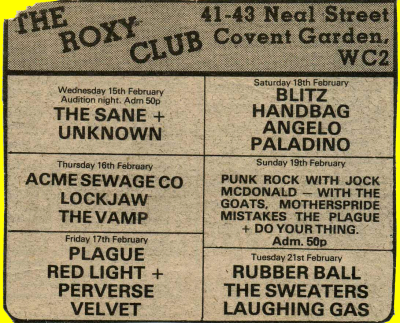 THE ROXY CLUB
41-43 Neal Street
Covent Garden,
WC2
Wednesday 15th February
Audition night. Adm 50p
THE SANE +
UNKNOWN
Thursday 16th February
ACME SEWAGE CO
LOCKJAW
THE VAMP
Friday 17th February
PLAGUE
RED LIGHT +
PERVERSE
VELVET
Saturday 18th February
BLITZ
HANDBAG
ANGELO
PALADINO
Sunday 19th February
PUNK ROCK WITH JOCK
MCDONALD — WITH THE
GOATS, MOTHERSPRIDE
MISTAKES THE PLAGUE
+ DO YOUR THING.
Adm. 50p
Tuesday 21st February
RUBBER BALL
THE SWEATERS
LAUGHING GAS